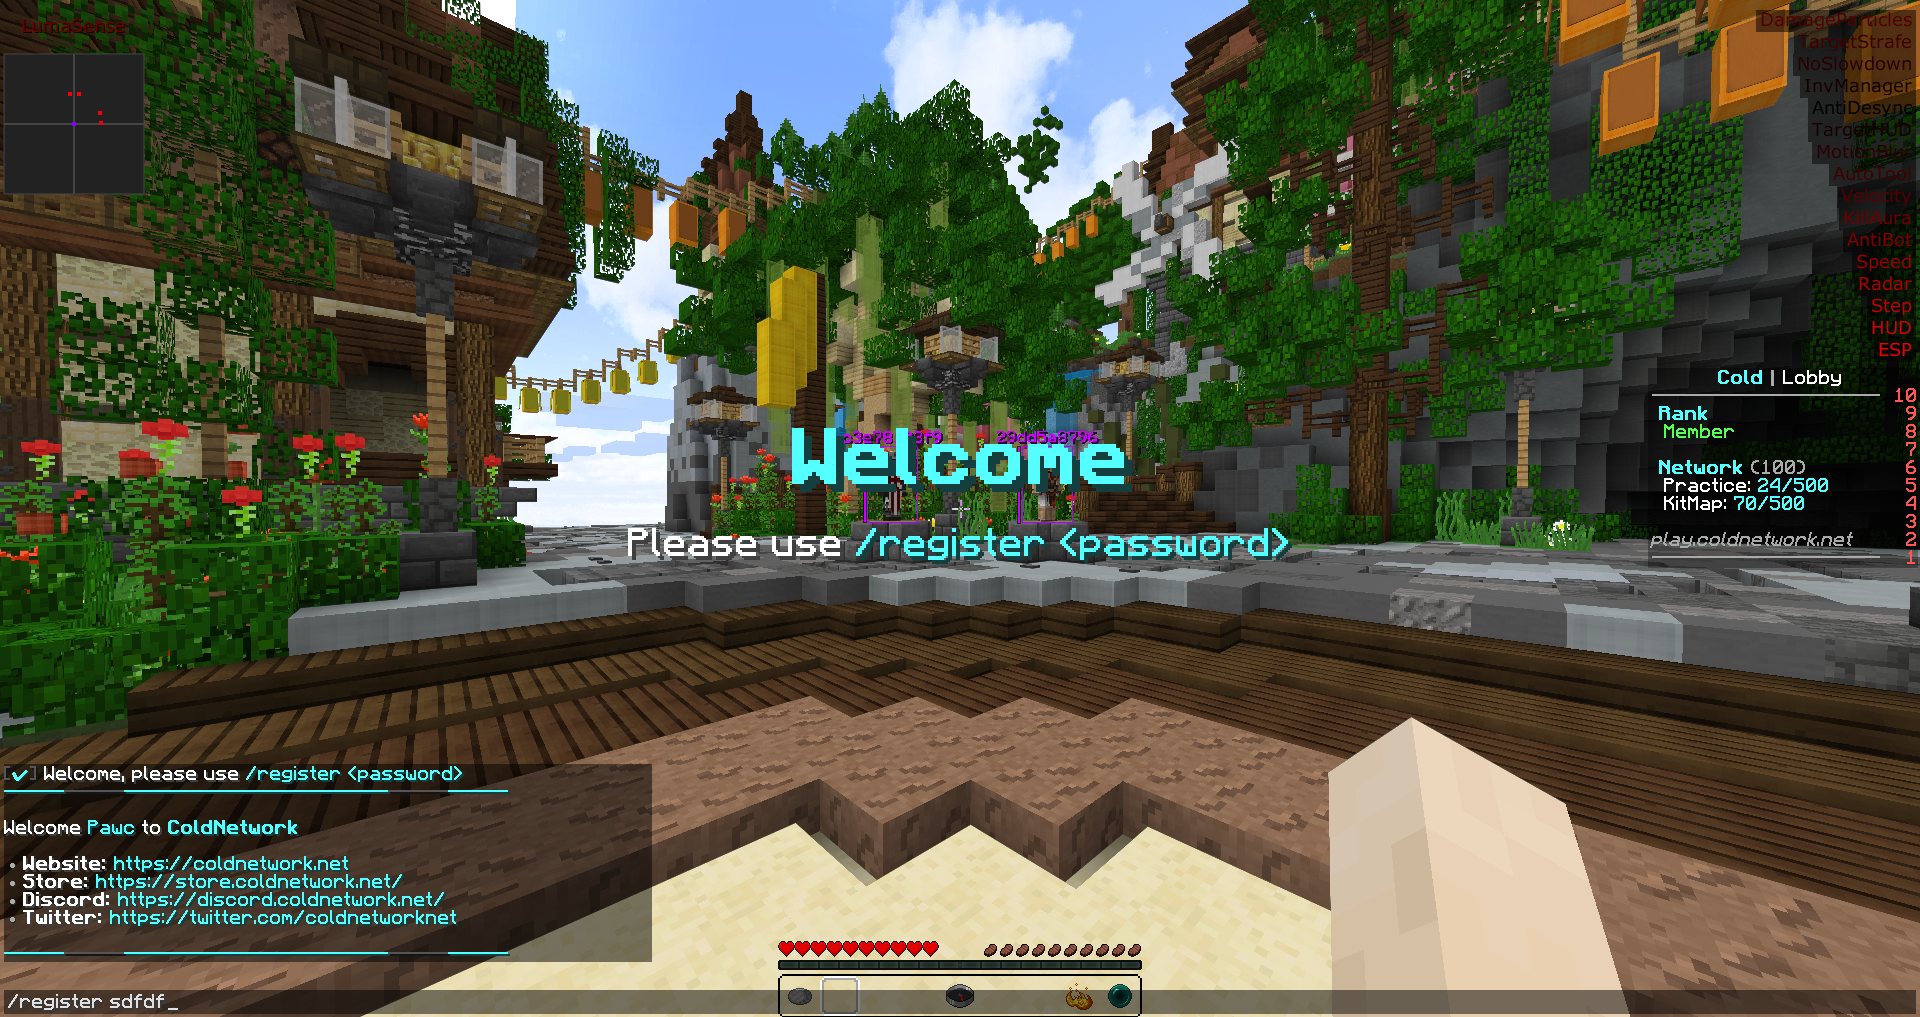 LumaSense
DamageParticles
TargetStrafe
NoSlowdown
InvManager
AntiDesync
TargetHUD
MotionBlur
AutoTool
Velocity
KillAura
AntiBot
Speed
Radar
Step
HUD
ESP
Cold | Lobby
10
Rank
9
Member
8
7
Network (100)
6
Practice: 24/500
5
KitMap: 70/500
4
3
play.coldnetwork.net
2
1
29dd3a8796
Welcome
Please use /register <password>
[✔] Welcome, please use /register <password>
Welcome Pawc to ColdNetwork
• Website: https://coldnetwork.net
• Store: https://store.coldnetwork.net/
• Discord: https://discord.coldnetwork.net/
• Twitter: https://twitter.com/coldnetworknet
/register sdfdf_